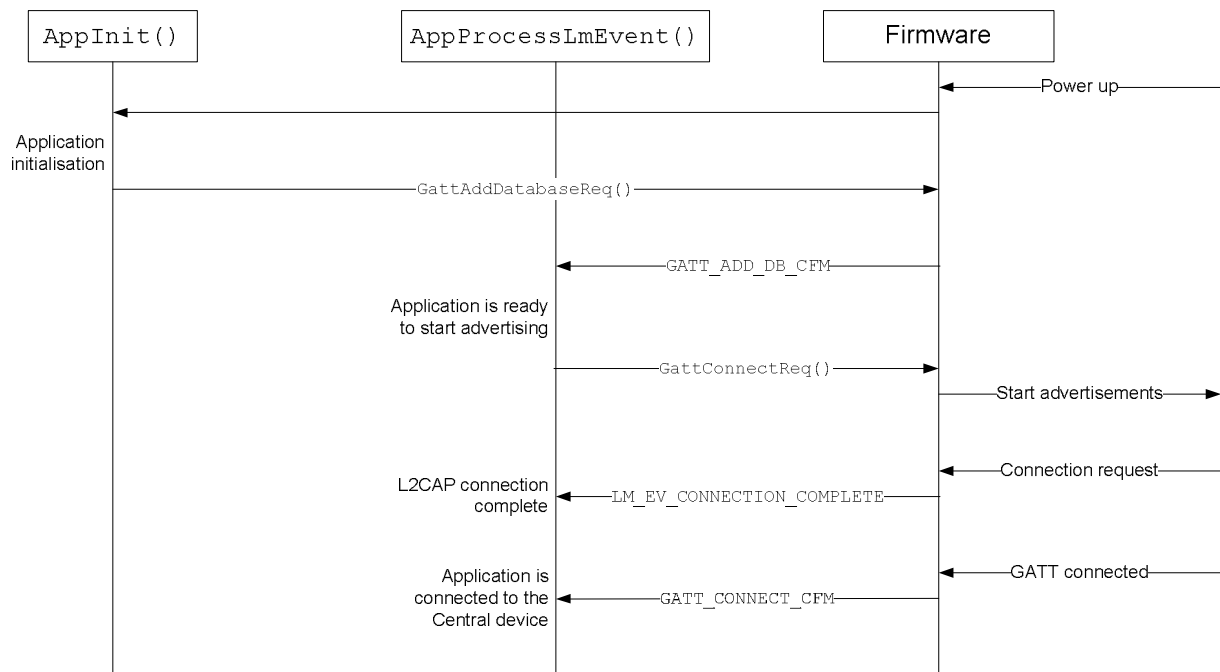 AppInit()
AppProcessLmEvent()
Firmware
Power up
Application
initialisation
GattAddDatabaseReq()
GATT_ADD_DB_CFM
Application is ready
to start advertising
GattConnectReq()
Start advertisements
Connection request
L2CAP connection
complete
LM_EV_CONNECTION_COMPLETE
GATT connected
Application is
connected to the
Central device
GATT_CONNECT_CFM